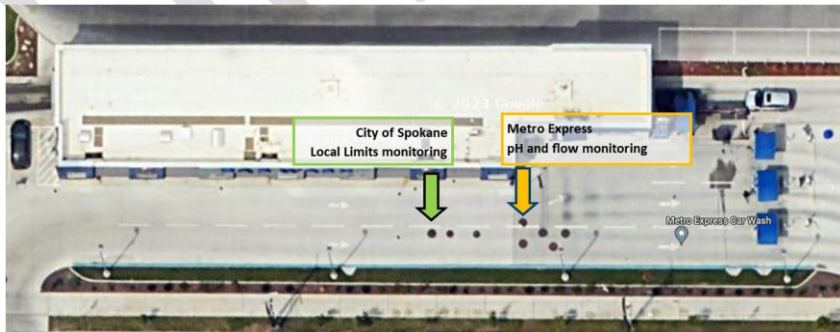 © 2023 Google
City of Spokane
Local Limits monitoring
Metro Express
pH and flow monitoring
Metro Express Car Wash